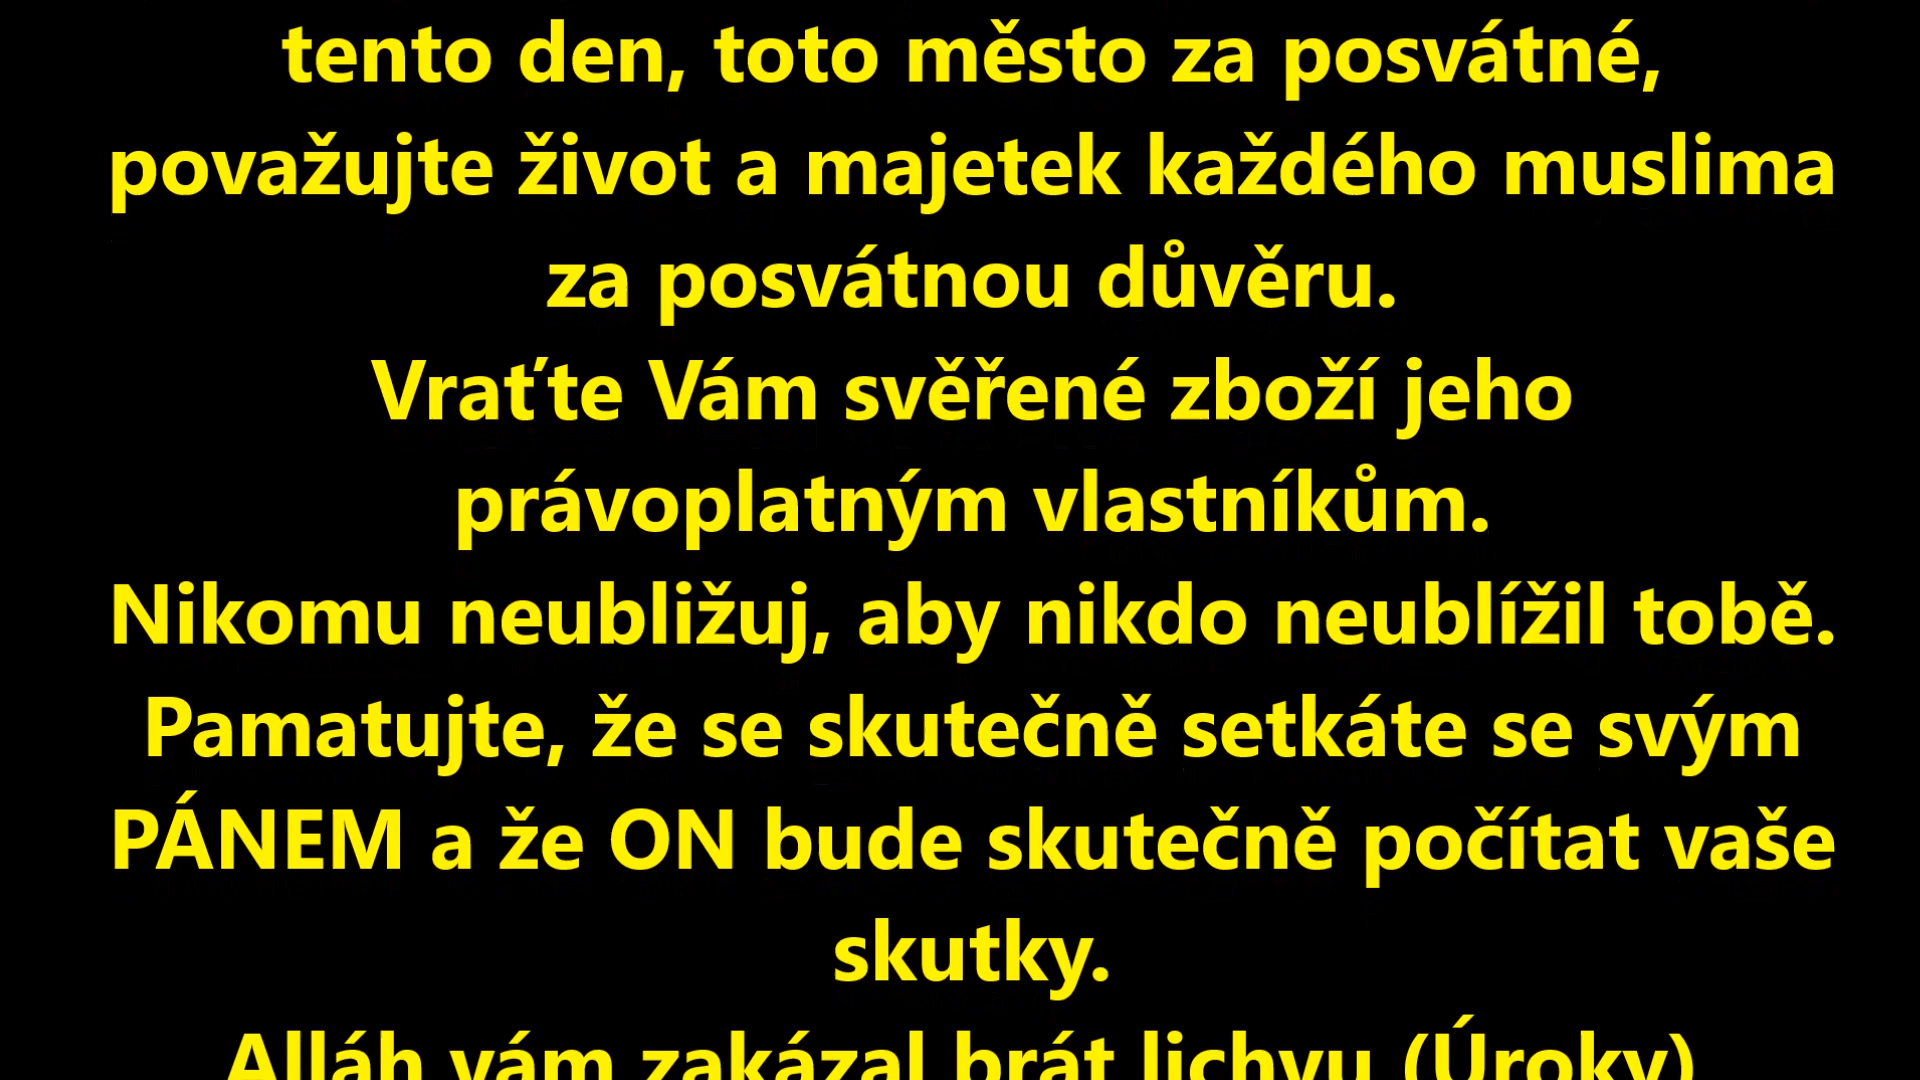 tento den, toto město za posvátné,
považujte život a majetek každého muslima
za posvátnou důvěru.
Vraťte Vám svěřené zboží jeho
právoplatným vlastníkům.
Nikomu neubližuj, aby nikdo neublížil tobě.
Pamatujte, že se skutečně setkáte se svým
PÁNEM a že ON bude skutečně počítat vaše
skutky.
Alláh vám zakázal brát lichvu (Úroky)